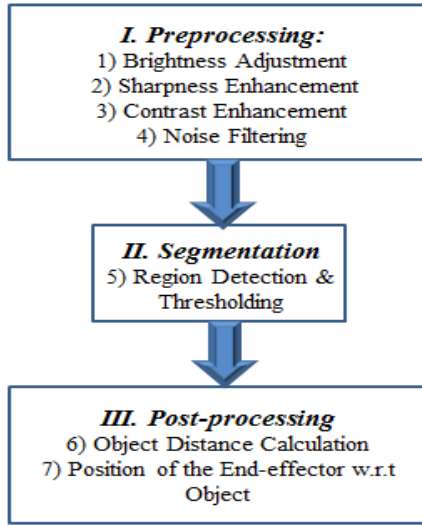 I. Preprocessing:
1) Brightness Adjustment
2) Sharpness Enhancement
3) Contrast Enhancement
4) Noise Filtering
II. Segmentation
5) Region Detection &
Thresholding
III. Post-processing
6) Object Distance Calculation
7) Position of the End-effector w.r.t
Object